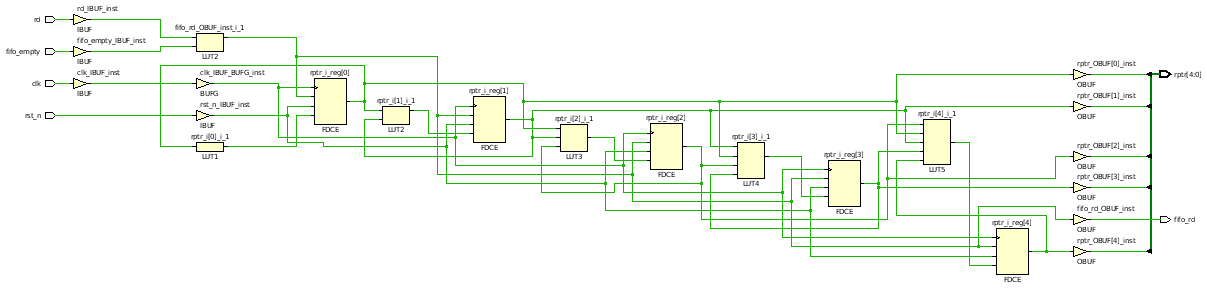 rd
rd_IBUF_inst
IBUF
fifo_empty
fifo_empty_IBUF_inst
IBUF
fifo_rd_OBUF_inst_i_1
LUT2
clk
clk_IBUF_inst
IBUF
clk_IBUF_BUFG_inst
BUFG
rst_n
rst_n_IBUF_inst
IBUF
rptr_i[0]_i_1
LUT1
rptr_i_reg[0]
FDCE
rptr_i[1]_i_1
LUT2
rptr_i_reg[1]
FDCE
rptr_i[2]_i_1
LUT3
rptr_i_reg[2]
FDCE
rptr_i[3]_i_1
LUT4
rptr_i_reg[3]
FDCE
rptr_i[4]_i_1
LUT5
rptr_i_reg[4]
FDCE
rptr_OBUF[0]_inst
OBUF
rptr[4:0]
rptr_OBUF[1]_inst
OBUF
rptr_OBUF[2]_inst
OBUF
rptr_OBUF[3]_inst
OBUF
fifo_rd_OBUF_inst
OBUF
fifo_rd
rptr_OBUF[4]_inst
OBUF